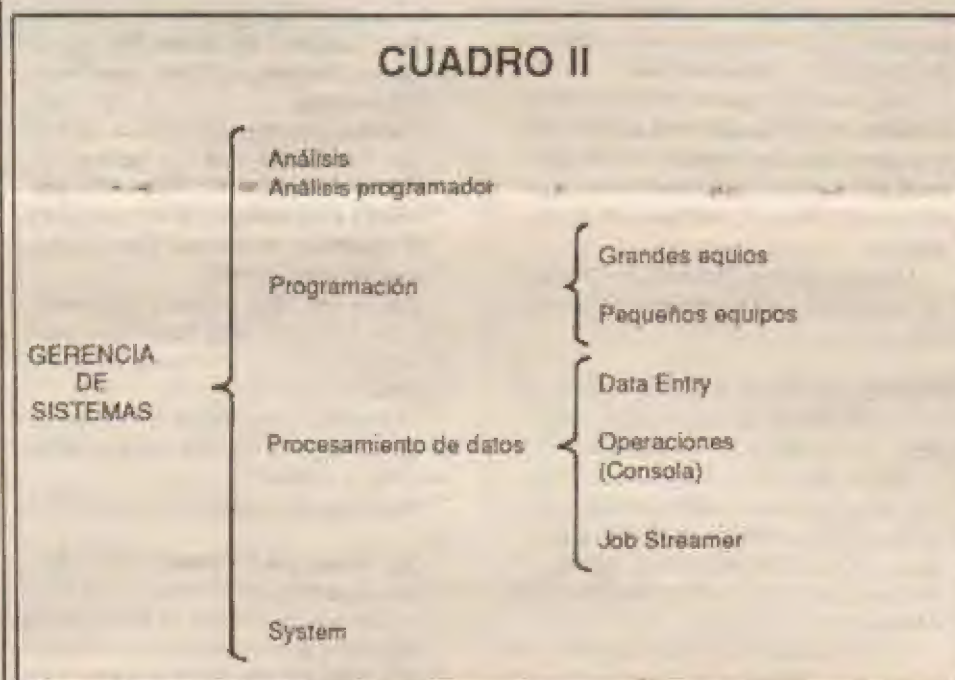 CUADRO II
Análisis
Análisis programador
Programación
Grandes equios
Pequeños equipos
GERENCIA
DE
SISTEMAS
Procesamiento de datos
Data Entry
Operaciones
(Consola)
Job Streamer
System